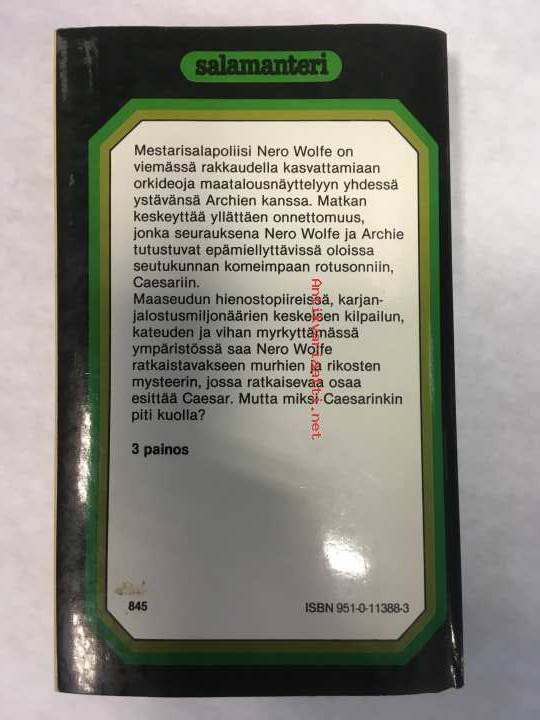 salamanteri
Mestarisalapoliisi Nero Wolfe on
viemässä rakkaudella kasvattamiaan
orkideoja maatalousnäyttelyyn yhdessä
ystävänsä Archien kanssa. Matkan
keskeyttää yllättäen onnettomuus,
jonka seurauksena Nero Wolfe ja Archie
tutustuvat epämiellyttävissä oloissa
seutukunnan komeimpaan rotusonniin,
Caesariin.
Maaseudun hienostopiireissä, karjan-
jalostusmiljonäärien keskeisen kilpailun,
kateuden ja vihan myrkyttämässä
ympäristössä saa Nero Wolfe
ratkaistavakseen murhien ja rikosten
mysteerin, jossa ratkaisevaa osaa
esittää Caesar. Mutta miksi Caesarinkin
piti kuolla?
3 painos
845
ISBN 951-0-11388-3
Antikvariaatti.net